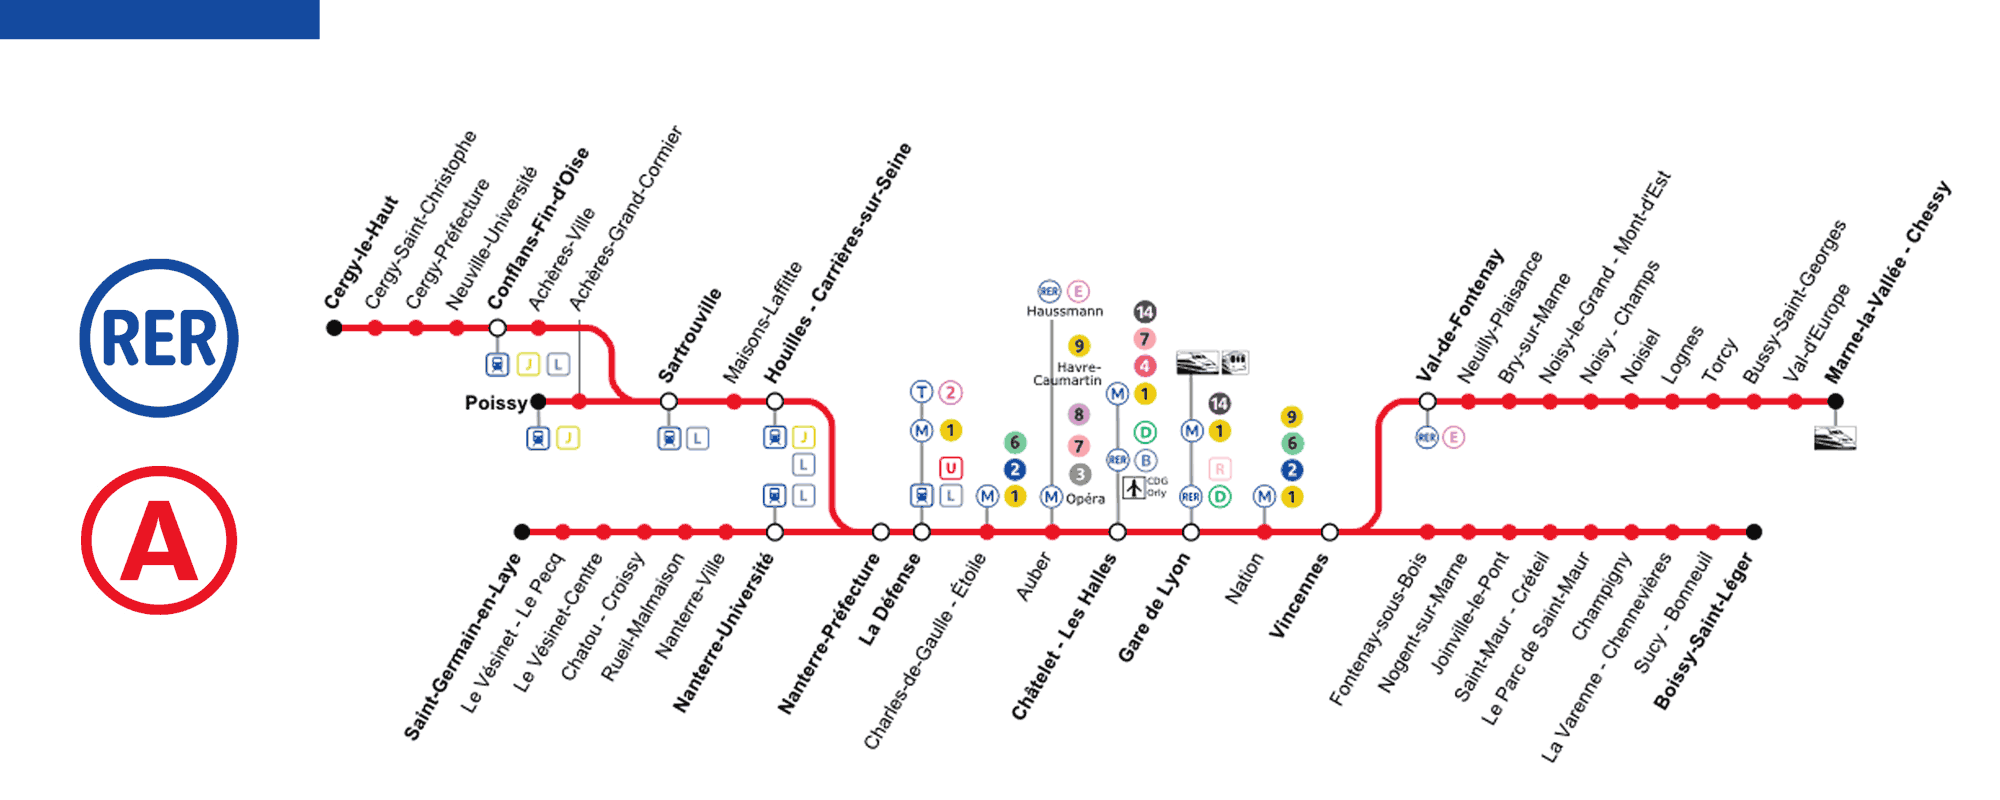 RER
A
Cergy-le-Haut
Cergy-Saint-Christophe
Cergy-Préfecture
Neuville-Université
Conflans-Fin-d'Oise
Achères-Ville
Achères-Grand-Cormier
J L
Poissy
J
Sartrouville
L
Maisons-Laffitte
Houilles - Carrières-sur-Seine
J
L
L
Saint-Germain-en-Laye
Le Vésinet - Le Pecq
Le Vésinet-Centre
Chatou - Croissy
Rueil-Malmaison
Nanterre-Ville
Nanterre-Université
Nanterre-Préfecture
La Défense
T 2
M 1
U
L
Charles-de-Gaulle - Étoile
6
2
M 1
Auber
RER E
Haussmann
9
Havre-
Caumartin
8
7
3
M Opéra
Châtelet - Les Halles
14
7
4
M 1
D
RER B
CDG
Orly
Gare de Lyon
14
M 1
R
RER D
Nation
9
6
2
M 1
Vincennes
Val-de-Fontenay
RER E
Neuilly-Plaisance
Bry-sur-Marne
Noisy-le-Grand - Mont-d'Est
Noisy - Champs
Noisiel
Lognes
Torcy
Bussy-Saint-Georges
Val-d'Europe
Marne-la-Vallée - Chessy
Fontenay-sous-Bois
Nogent-sur-Marne
Joinville-le-Pont
Saint-Maur - Créteil
Le Parc de Saint-Maur
Champigny
La Varenne - Chennevières
Sucy - Bonneuil
Boissy-Saint-Léger